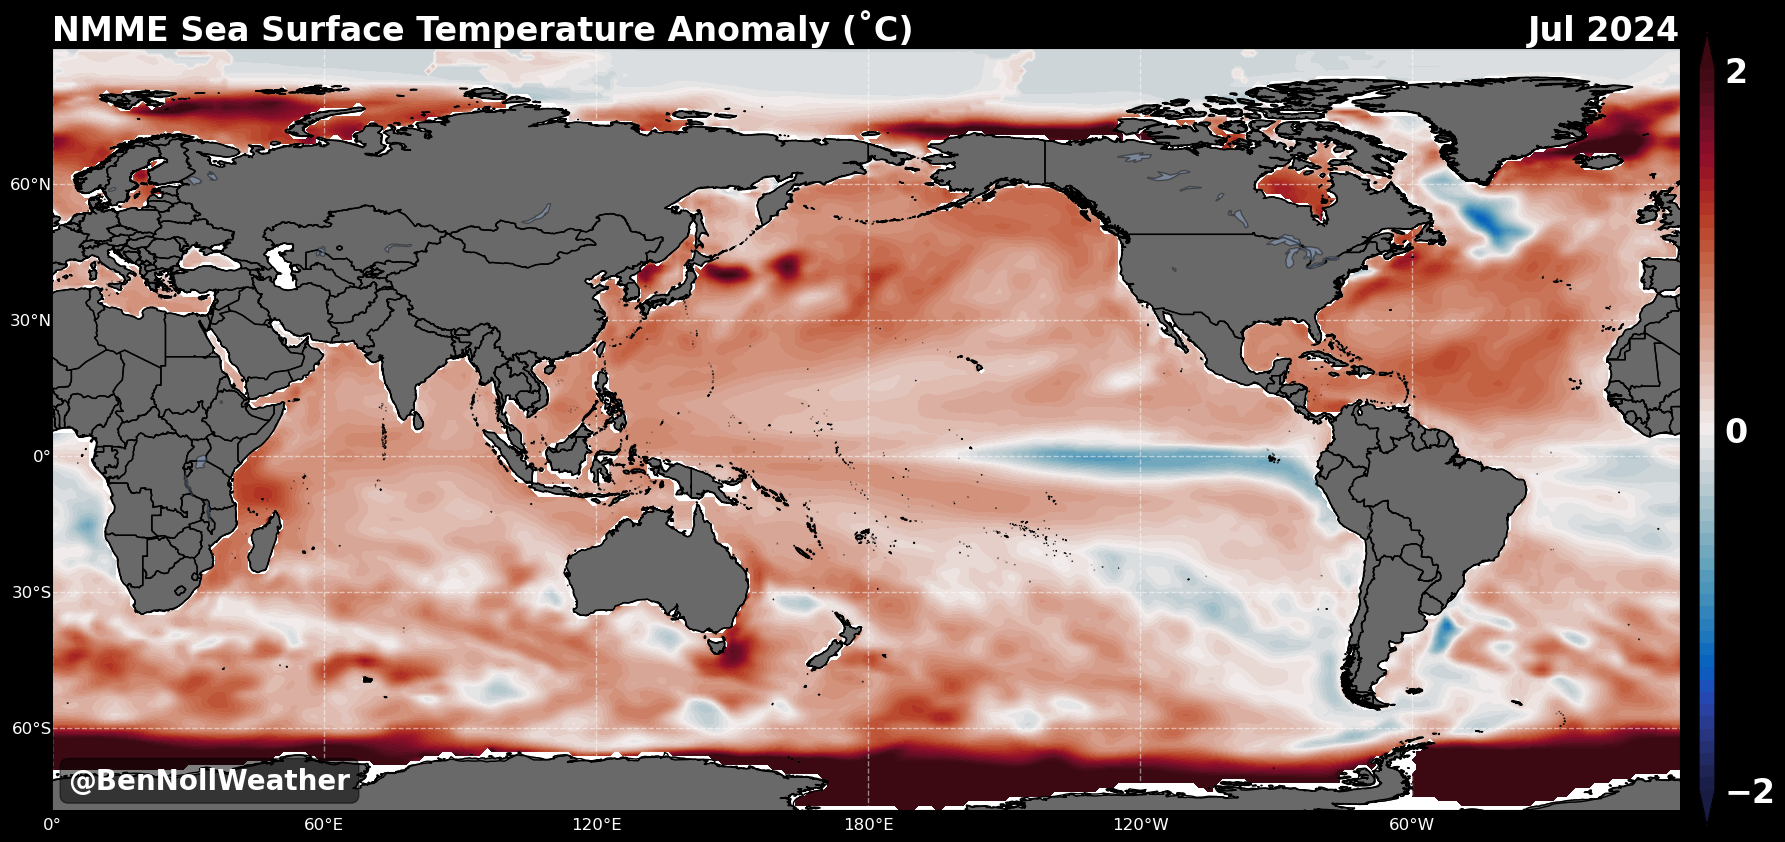 NMME Sea Surface Temperature Anomaly (˚C)
Jul 2024
2
0
−2
60°N
30°N
0°
30°S
60°S
@BenNollWeather
0°
60°E
120°E
180°E
120°W
60°W